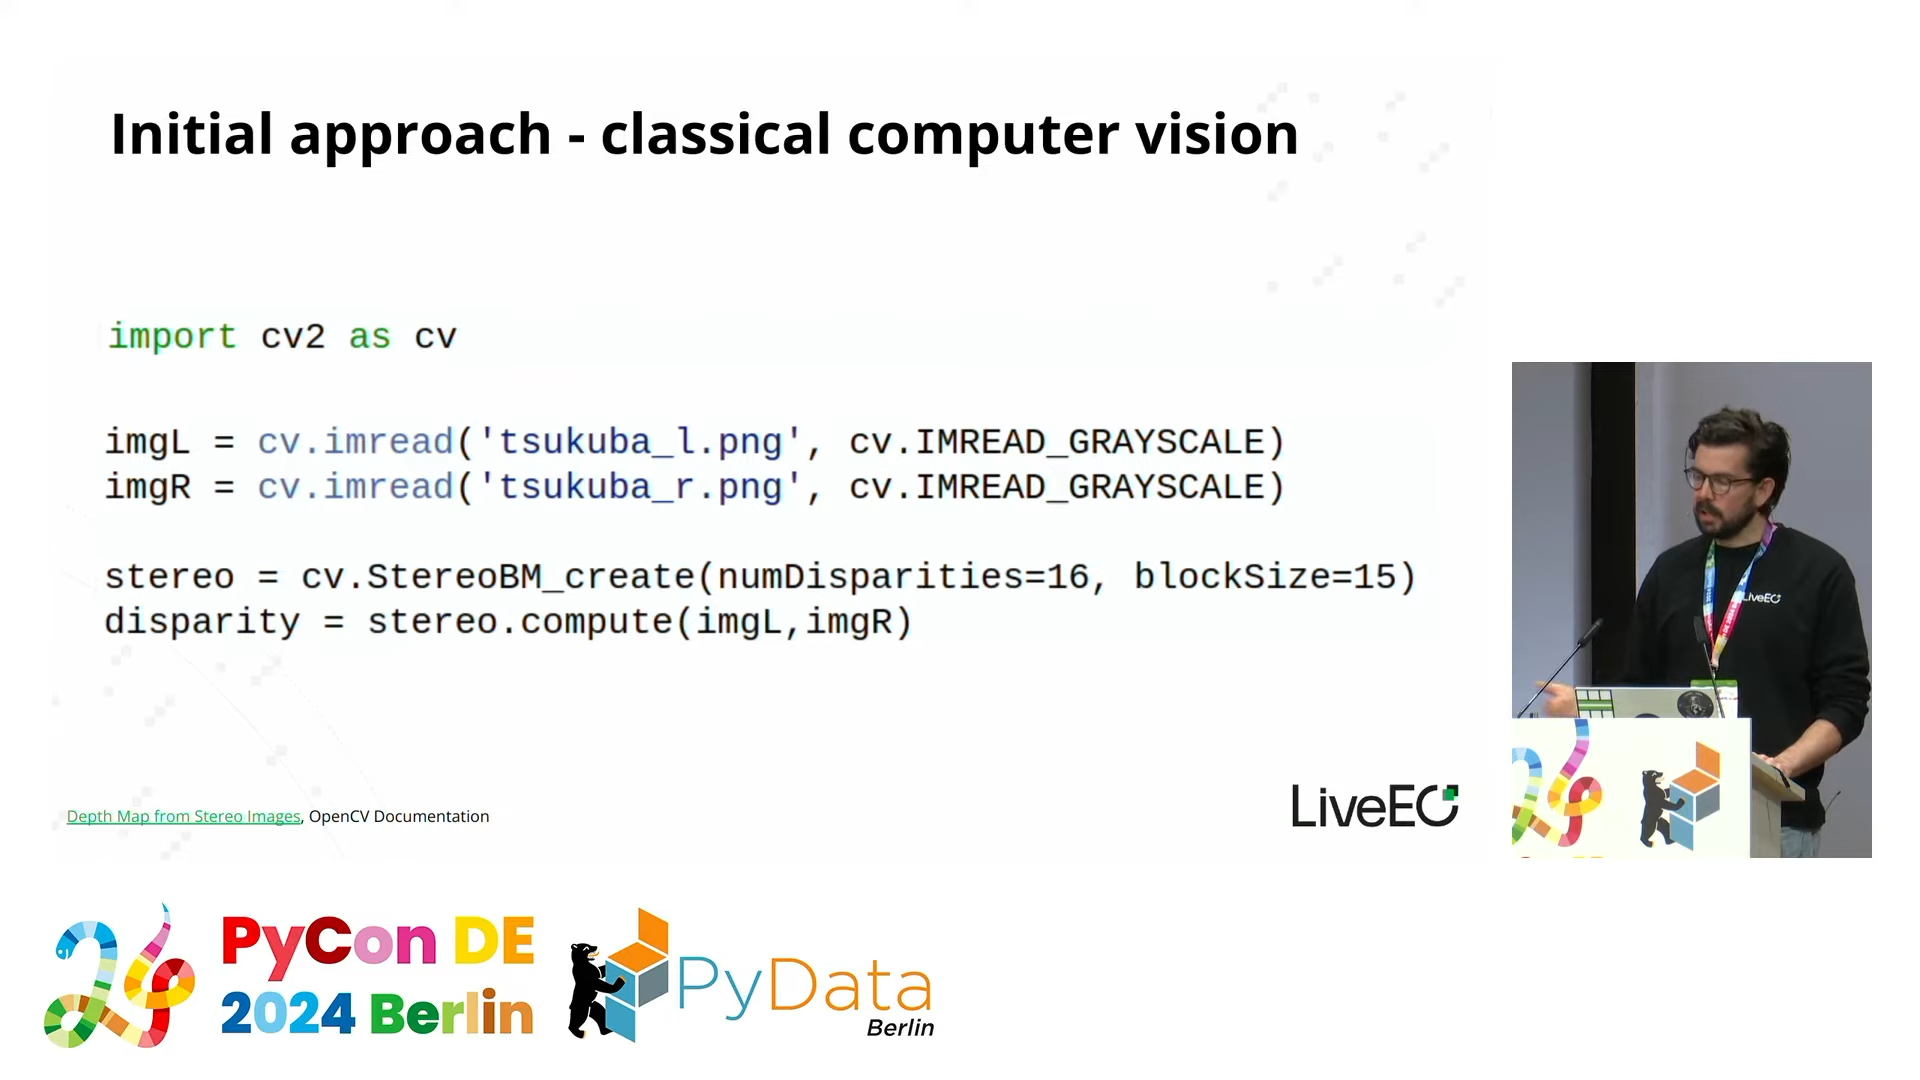 Initial approach - classical computer vision
import cv2 as cv
imgL = cv.imread('tsukuba_l.png', cv.IMREAD_GRAYSCALE)
imgR = cv.imread('tsukuba_r.png', cv.IMREAD_GRAYSCALE)
stereo = cv.StereoBM_create(numDisparities=16, blockSize=15)
disparity = stereo.compute(imgL,imgR)
Depth Map from Stereo Images, OpenCV Documentation
LiveEO
LiveEO
PyCon DE
2024 Berlin
PyData
Berlin